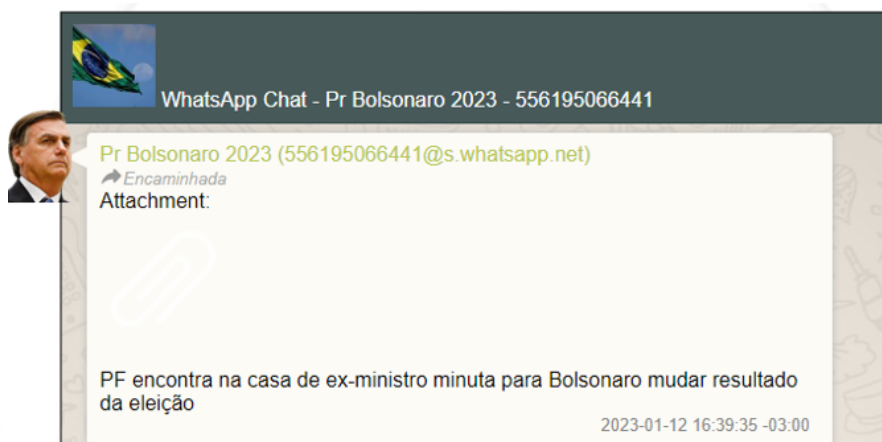 WhatsApp Chat - Pr Bolsonaro 2023 - 556195066441
Pr Bolsonaro 2023 (556195066441@s.whatsapp.net)
Encaminhada
Attachment:
PF encontra na casa de ex-ministro minuta para Bolsonaro mudar resultado
da eleição
2023-01-12 16:39:35 -03:00